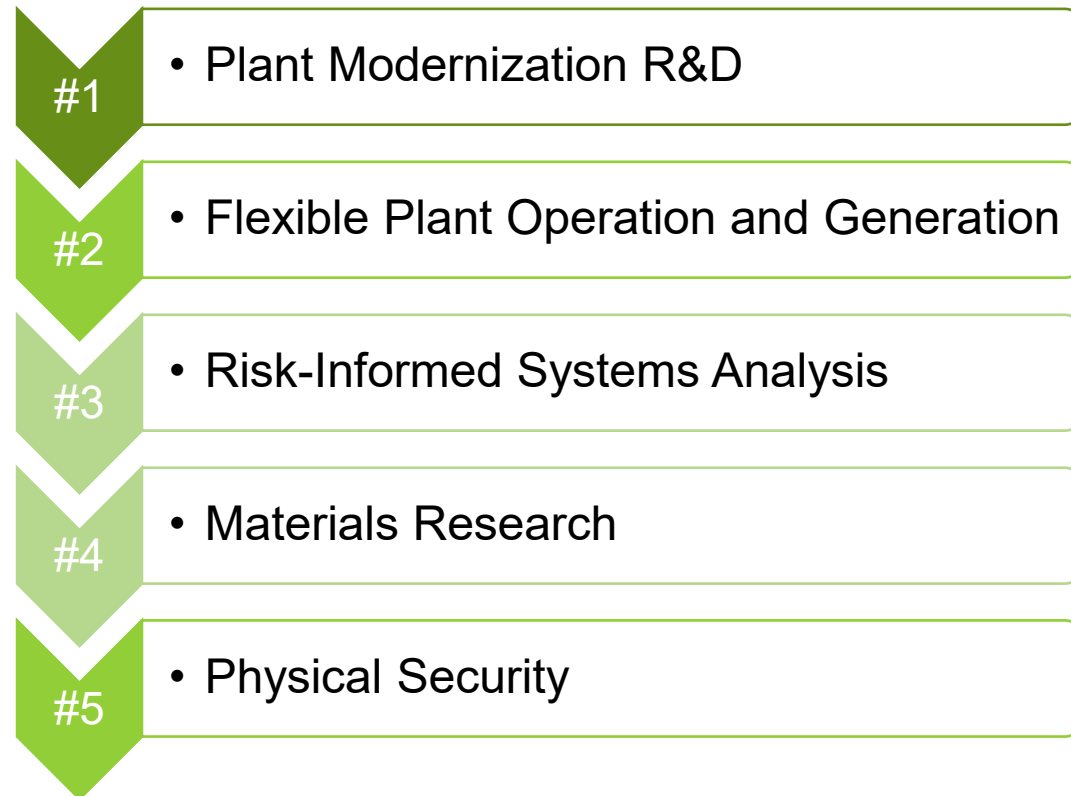 #1
• Plant Modernization R&D
#2
• Flexible Plant Operation and Generation
#3
• Risk-Informed Systems Analysis
#4
• Materials Research
#5
• Physical Security